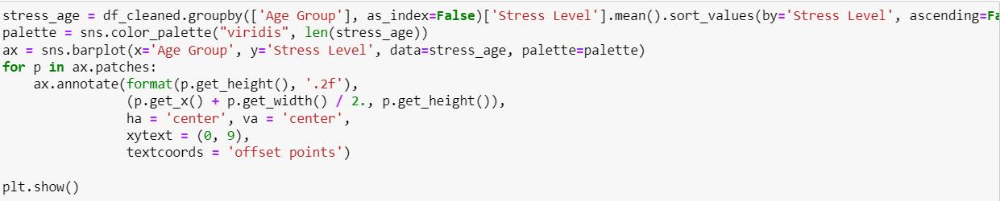 stress_age = df_cleaned.groupby(['Age Group'], as_index=False)['Stress Level'].mean().sort_values(by='Stress Level', ascending=Fa
palette = sns.color_palette("viridis", len(stress_age))
ax = sns.barplot(x='Age Group', y='Stress Level', data=stress_age, palette=palette)
for p in ax.patches:
    ax.annotate(format(p.get_height(), '.2f'),
                (p.get_x() + p.get_width() / 2., p.get_height()),
                ha = 'center', va = 'center',
                xytext = (0, 9),
                textcoords = 'offset points')
plt.show()